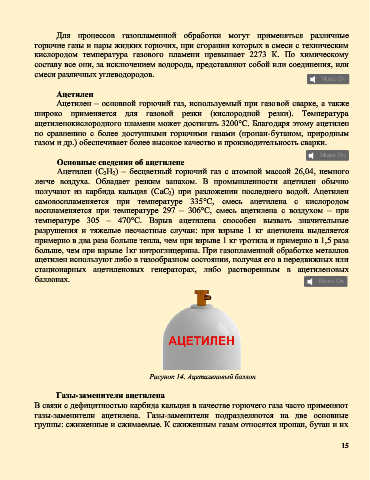 Для процессов газопламенной обработки могут применяться различные
горючие газы и пары жидких горючих, при сгорании которых в смеси с техническим
кислородом температура газового пламени превышает 2273 К. По химическому
составу все они, за исключением водорода, представляют собой или соединения, или
смеси различных углеводородов.
Ацетилен
Ацетилен – основной горючий газ, используемый при газовой сварке, а также
широко применяется для газовой резки (кислородной резки). Температура
ацетиленокислородного пламени может достигать 3200°С. Благодаря этому ацетилен
по сравнению с более доступными горючими газами (пропан-бутаном, природным
газом и др.) обеспечивает более высокое качество и производительность сварки.
Основные сведения об ацетилене
Ацетилен (C₂H₂) – бесцветный горючий газ с атомной массой 26,04, немного
легче воздуха. Обладает резким запахом. В промышленности ацетилен обычно
получают из карбида кальция (CaC₂) при разложении последнего водой. Ацетилен
самовоспламеняется при температуре 335°С, смесь ацетилена с кислородом
воспламеняется при температуре 297 – 306°С, смесь ацетилена с воздухом – при
температуре 305 – 470°С. Взрыв ацетилена способен вызвать значительные
разрушения и тяжелые несчастные случаи: при взрыве 1 кг ацетилена выделяется
примерно в два раза больше тепла, чем при взрыве 1 кг тротила и примерно в 1,5 раза
больше, чем при взрыве 1кг нитроглицерина. При газопламенной обработке металлов
ацетилен используют либо в газообразном состоянии, получая его в передвижных или
стационарных ацетиленовых генераторах, либо растворенным в ацетиленовых
баллонах.
АЦЕТИЛЕН
Рисунок 14. Ацетиленовый баллон
Газы-заменители ацетилена
В связи с дефицитностью карбида кальция в качестве горючего газа часто применяют
газы-заменители ацетилена. Газы-заменители подразделяются на две основные
группы: сжиженные и сжимаемые. К сжиженным газам относятся пропан, бутан и их
15